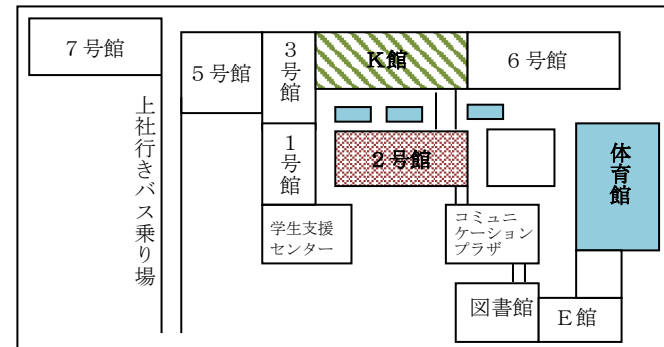 ７号館
５号館
３号館
K館
６号館
上社行きバス乗り場
１号館
２号館
体育館
学生支援
センター
コミュニ
ケーション
プラザ
図書館
E館